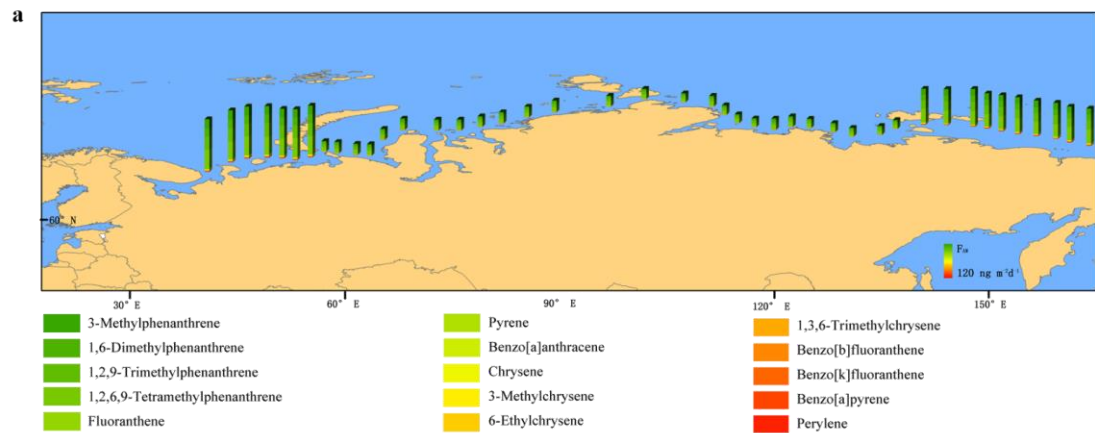 a
60° N
F
120 ng m⁻²d⁻¹
30° E
60° E
90° E
120° E
150° E
3-Methylphenanthrene
1,6-Dimethylphenanthrene
1,2,9-Trimethylphenanthrene
1,2,6,9-Tetramethylphenanthrene
Fluoranthene
Pyrene
Benzo[a]anthracene
Chrysene
3-Methylchrysene
6-Ethylchrysene
1,3,6-Trimethylchrysene
Benzo[b]fluoranthene
Benzo[k]fluoranthene
Benzo[a]pyrene
Perylene